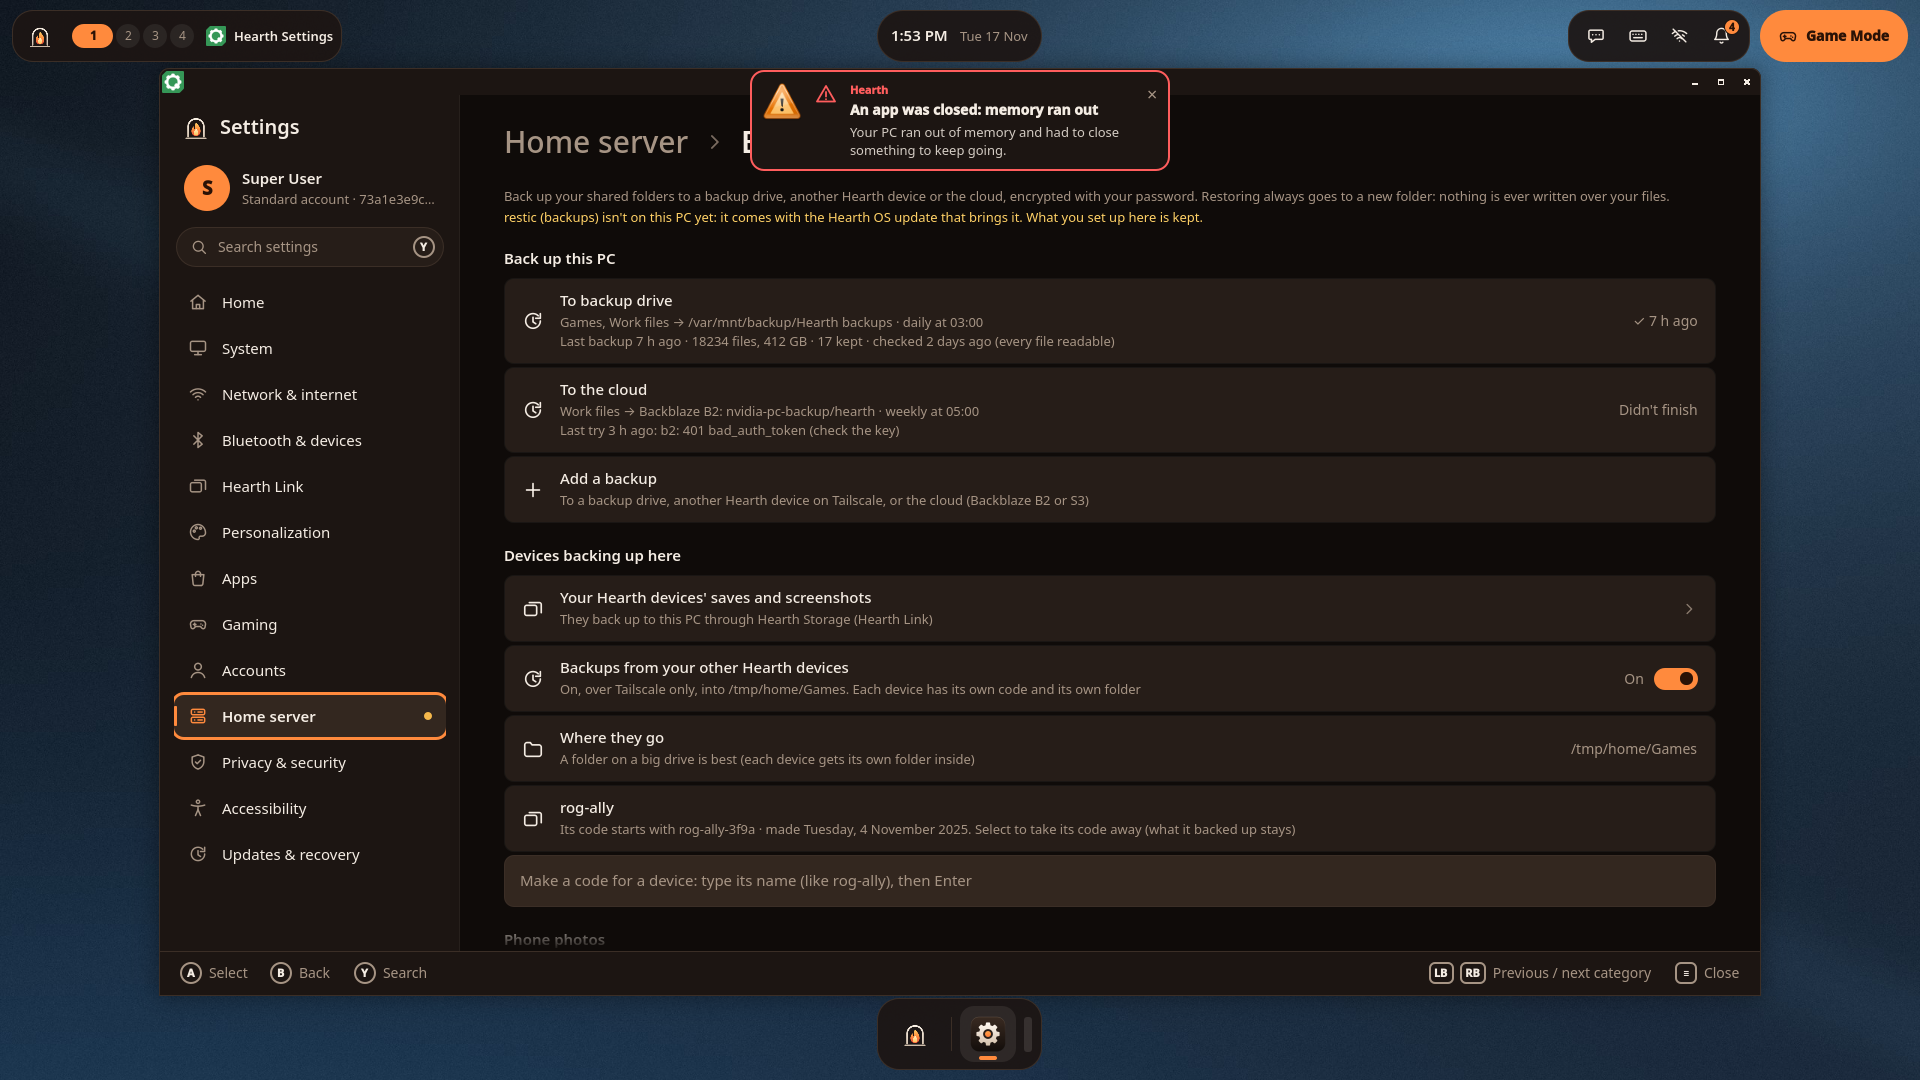 1 2 3 4 Hearth Settings
1:53 PM Tue 17 Nov
4
Game Mode
Hearth
An app was closed: memory ran out
Your PC ran out of memory and had to close
something to keep going.
Settings
S
Super User
Standard account · 73a1e3e9c...
Search settings
Y
Home
System
Network & internet
Bluetooth & devices
Hearth Link
Personalization
Apps
Gaming
Accounts
Home server
Privacy & security
Accessibility
Updates & recovery
Home server
Back up your shared folders to a backup drive, another Hearth device or the cloud, encrypted with your password. Restoring always goes to a new folder: nothing is ever written over your files.
restic (backups) isn't on this PC yet: it comes with the Hearth OS update that brings it. What you set up here is kept.
Back up this PC
To backup drive
Games, Work files → /var/mnt/backup/Hearth backups · daily at 03:00
Last backup 7 h ago · 18234 files, 412 GB · 17 kept · checked 2 days ago (every file readable)
✓ 7 h ago
To the cloud
Work files → Backblaze B2: nvidia-pc-backup/hearth · weekly at 05:00
Last try 3 h ago: b2: 401 bad_auth_token (check the key)
Didn't finish
Add a backup
To a backup drive, another Hearth device on Tailscale, or the cloud (Backblaze B2 or S3)
Devices backing up here
Your Hearth devices' saves and screenshots
They back up to this PC through Hearth Storage (Hearth Link)
Backups from your other Hearth devices
On, over Tailscale only, into /tmp/home/Games. Each device has its own code and its own folder
On
Where they go
A folder on a big drive is best (each device gets its own folder inside)
/tmp/home/Games
rog-ally
Its code starts with rog-ally-3f9a · made Tuesday, 4 November 2025. Select to take its code away (what it backed up stays)
Make a code for a device: type its name (like rog-ally), then Enter
Phone photos
A Select B Back Y Search
LB RB Previous / next category Close